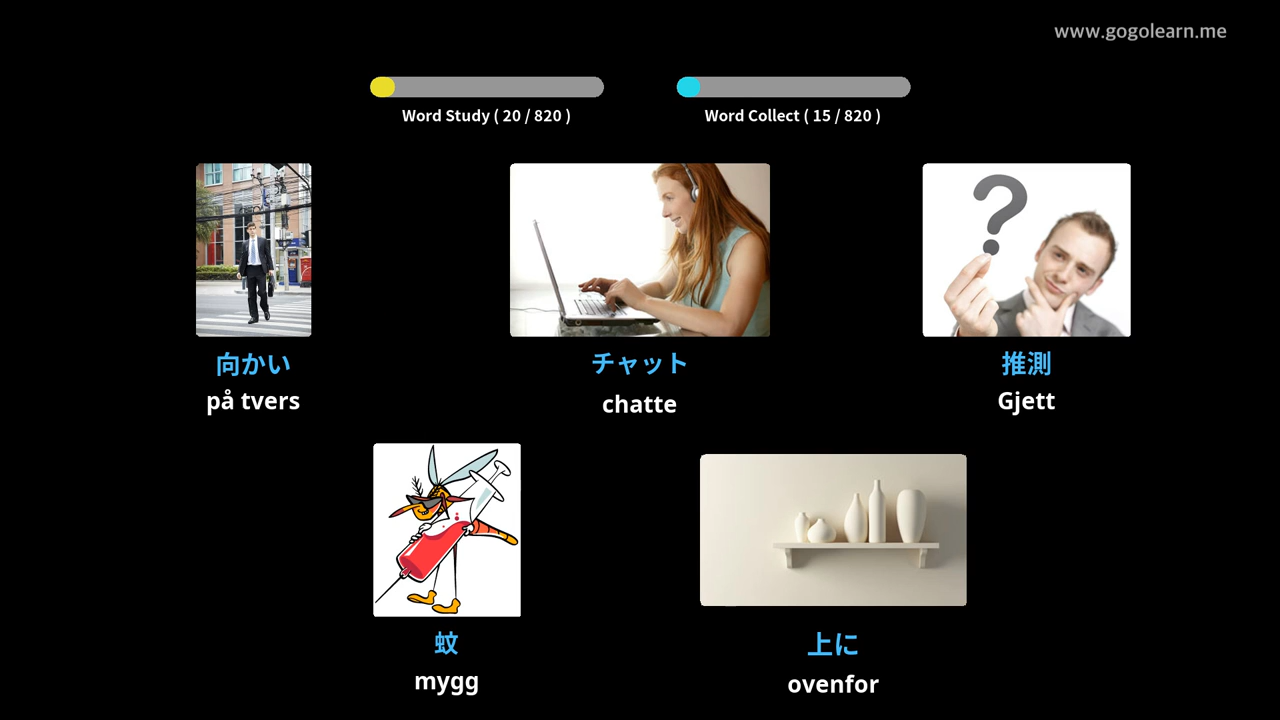 www.gogolearn.me
Word Study ( 20 / 820 )
Word Collect ( 15 / 820 )
向かい
på tvers
チャット
chatte
推測
Gjett
蚊
mygg
上に
ovenfor